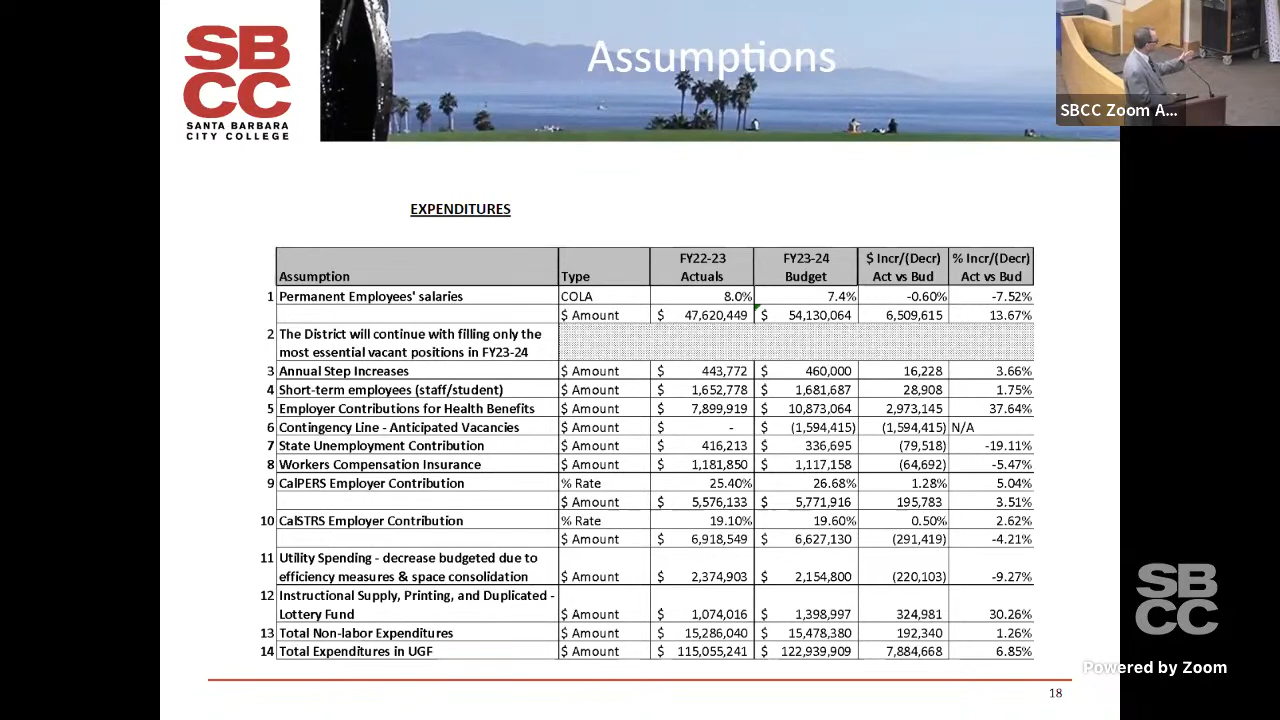 SB
CC
SANTA BARBARA
CITY COLLEGE
Assumptions
SBCC Zoom A...
EXPENDITURES
Assumption Type FY22-23 Actuals FY23-24 Budget $ Incr/(Decr) Act vs Bud % Incr/(Decr) Act vs Bud
1 Permanent Employees' salaries COLA 8.0% 7.4% -0.60% -7.52%
$ Amount $ 47,620,449 $ 54,130,064 6,509,615 13.67%
2 The District will continue with filling only the
most essential vacant positions in FY23-24
3 Annual Step Increases $ Amount $ 443,772 $ 460,000 16,228 3.66%
4 Short-term employees (staff/student) $ Amount $ 1,652,778 $ 1,681,687 28,908 1.75%
5 Employer Contributions for Health Benefits $ Amount $ 7,899,919 $ 10,873,064 2,973,145 37.64%
6 Contingency Line - Anticipated Vacancies $ Amount $ - $ (1,594,415) (1,594,415) N/A
7 State Unemployment Contribution $ Amount $ 416,213 $ 336,695 (79,518) -19.11%
8 Workers Compensation Insurance $ Amount $ 1,181,850 $ 1,117,158 (64,692) -5.47%
9 CalPERS Employer Contribution % Rate 25.40% 26.68% 1.28% 5.04%
$ Amount $ 5,576,133 $ 5,771,916 195,783 3.51%
10 CalSTRS Employer Contribution % Rate 19.10% 19.60% 0.50% 2.62%
$ Amount $ 6,918,549 $ 6,627,130 (291,419) -4.21%
11 Utility Spending - decrease budgeted due to
efficiency measures & space consolidation $ Amount $ 2,374,903 $ 2,154,800 (220,103) -9.27%
12 Instructional Supply, Printing, and Duplicated -
Lottery Fund $ Amount $ 1,074,016 $ 1,398,997 324,981 30.26%
13 Total Non-labor Expenditures $ Amount $ 15,286,040 $ 15,478,380 192,340 1.26%
14 Total Expenditures in UGF $ Amount $ 115,055,241 $ 122,939,909 7,884,668 6.85%
SB
CC
Powered by Zoom
18